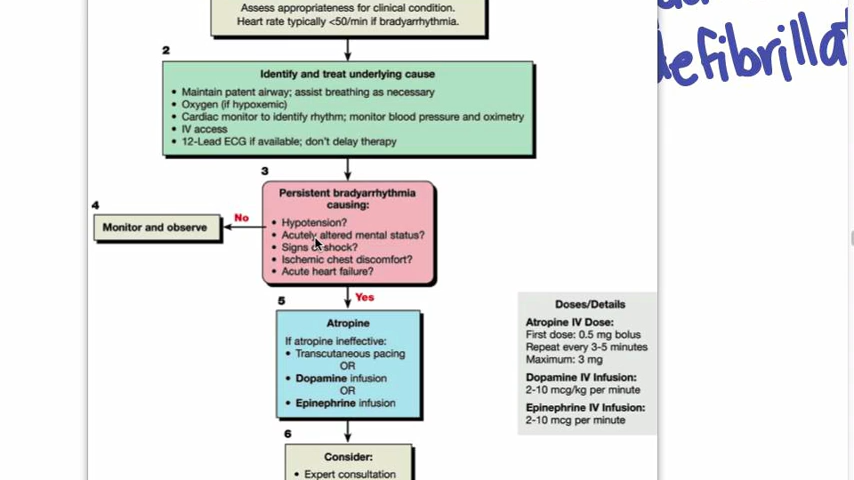 Assess appropriateness for clinical condition.
Heart rate typically <50/min if bradyarrhythmia.
2
Identify and treat underlying cause
• Maintain patent airway; assist breathing as necessary
• Oxygen (if hypoxemic)
• Cardiac monitor to identify rhythm; monitor blood pressure and oximetry
• IV access
• 12-Lead ECG if available; don't delay therapy
3
Persistent bradyarrhythmia
causing:
• Hypotension?
• Acutely altered mental status?
• Signs of shock?
• Ischemic chest discomfort?
• Acute heart failure?
4
Monitor and observe
No
Yes
5
Atropine
If atropine ineffective:
• Transcutaneous pacing
OR
• Dopamine infusion
OR
• Epinephrine infusion
Doses/Details
Atropine IV Dose:
First dose: 0.5 mg bolus
Repeat every 3-5 minutes
Maximum: 3 mg
Dopamine IV Infusion:
2-10 mcg/kg per minute
Epinephrine IV Infusion:
2-10 mcg per minute
6
Consider:
• Expert consultation
defibrilla